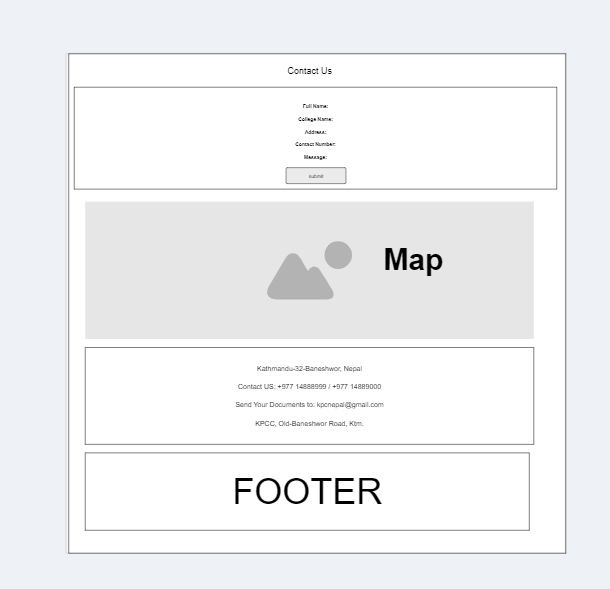 Contact Us
Full Name:
College Name:
Address:
Contact Number:
Message:
submit
Map
Kathmandu-32-Baneshwor, Nepal
Contact US: +977 14888999 / +977 14889000
Send Your Documents to: kpcnepal@gmail.com
KPCC, Old-Baneshwor Road, Ktm.
FOOTER